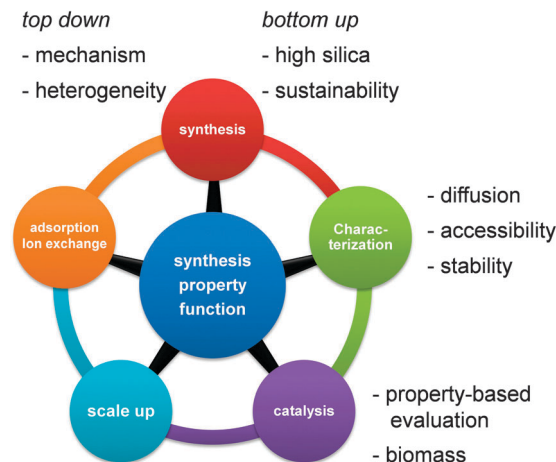 top down
- mechanism
- heterogeneity
bottom up
- high silica
- sustainability
synthesis
adsorption
Ion exchange
synthesis
property
function
Charac-
terization
- diffusion
- accessibility
- stability
scale up
catalysis
- property-based
evaluation
- biomass